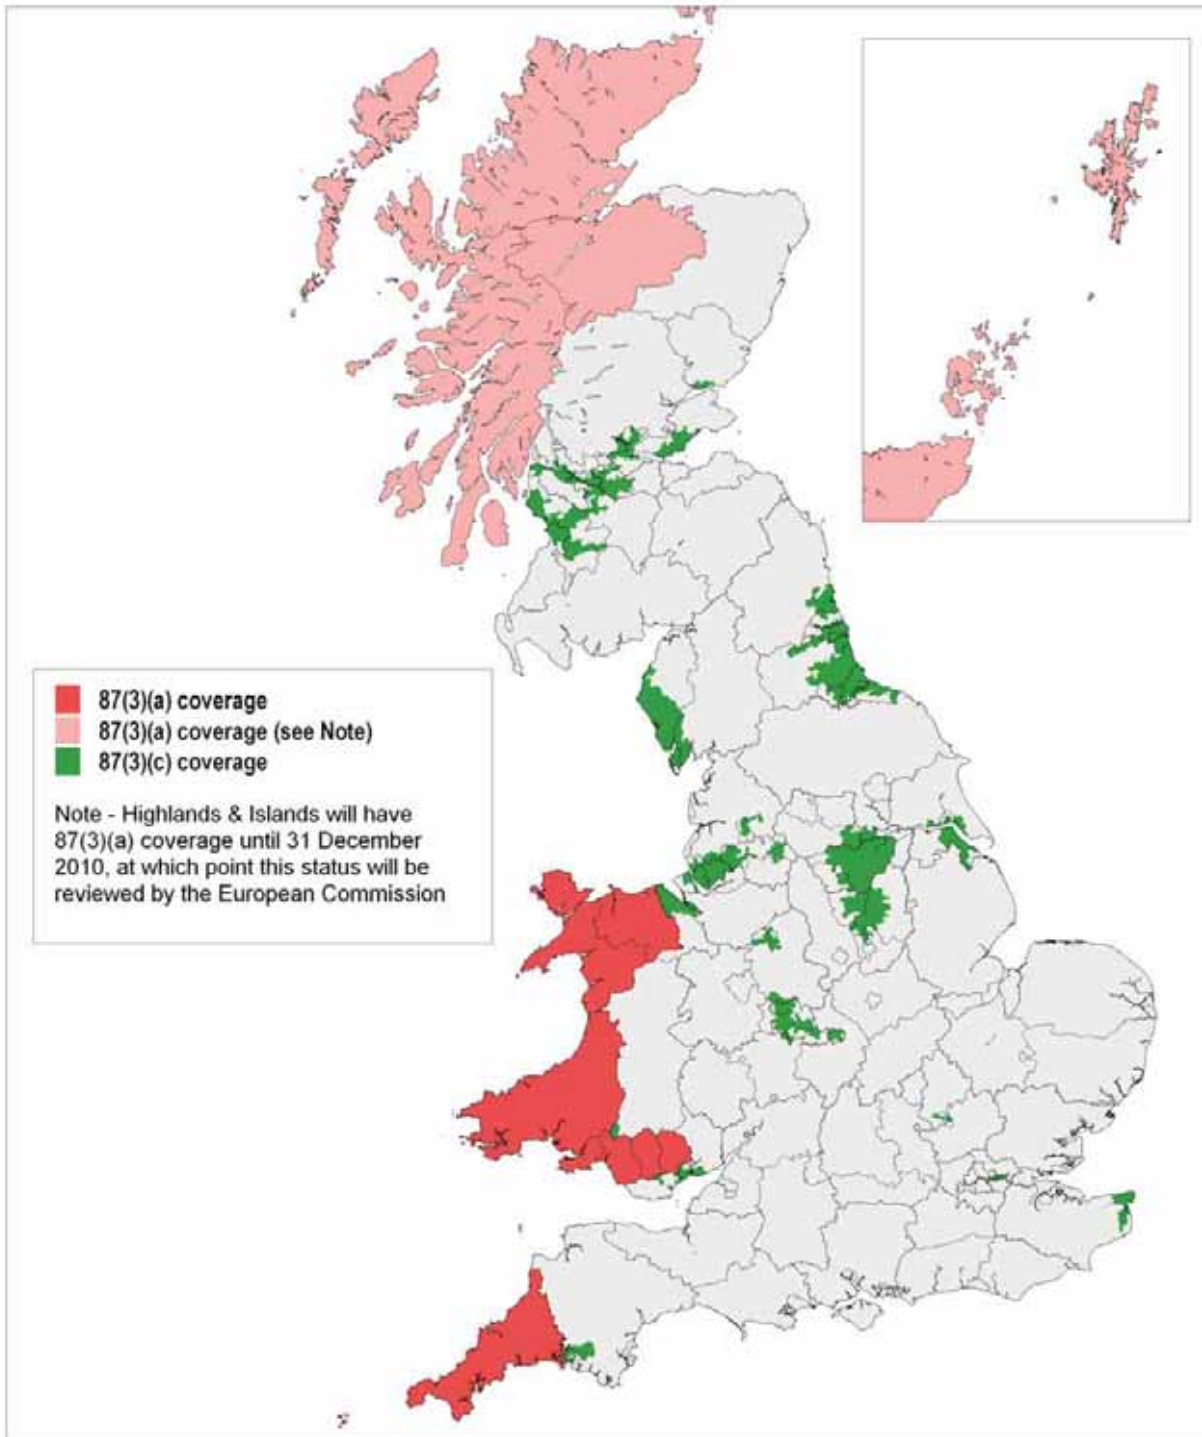 87(3)(a) coverage
87(3)(a) coverage (see Note)
87(3)(c) coverage
Note - Highlands & Islands will have
87(3)(a) coverage until 31 December
2010, at which point this status will be
reviewed by the European Commission